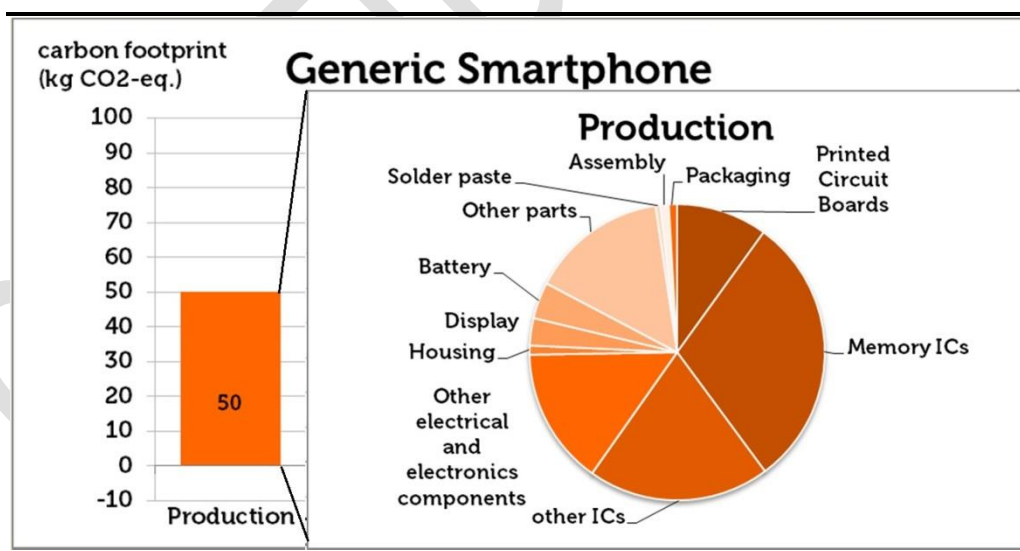 carbon footprint
(kg CO2-eq.)
Generic Smartphone
100
90
80
70
60
50
40
30
20
10
0
-10
50
Production
Production
Assembly
Packaging
Printed
Circuit
Boards
Solder paste
Other parts
Battery
Display
Housing
Memory ICs
Other
electrical
and
electronics
components
other ICs